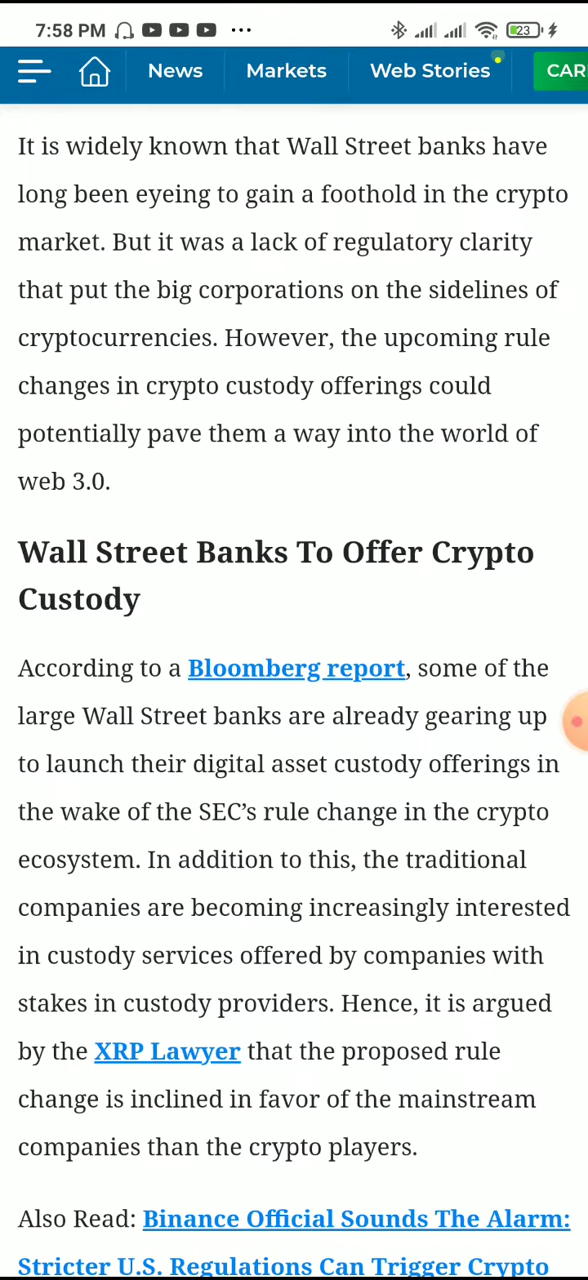 7:58 PM ... 23
News Markets Web Stories CAR
It is widely known that Wall Street banks have
long been eyeing to gain a foothold in the crypto
market. But it was a lack of regulatory clarity
that put the big corporations on the sidelines of
cryptocurrencies. However, the upcoming rule
changes in crypto custody offerings could
potentially pave them a way into the world of
web 3.0.
Wall Street Banks To Offer Crypto
Custody
According to a Bloomberg report, some of the
large Wall Street banks are already gearing up
to launch their digital asset custody offerings in
the wake of the SEC’s rule change in the crypto
ecosystem. In addition to this, the traditional
companies are becoming increasingly interested
in custody services offered by companies with
stakes in custody providers. Hence, it is argued
by the XRP Lawyer that the proposed rule
change is inclined in favor of the mainstream
companies than the crypto players.
Also Read: Binance Official Sounds The Alarm:
Stricter U.S. Regulations Can Trigger Crypto